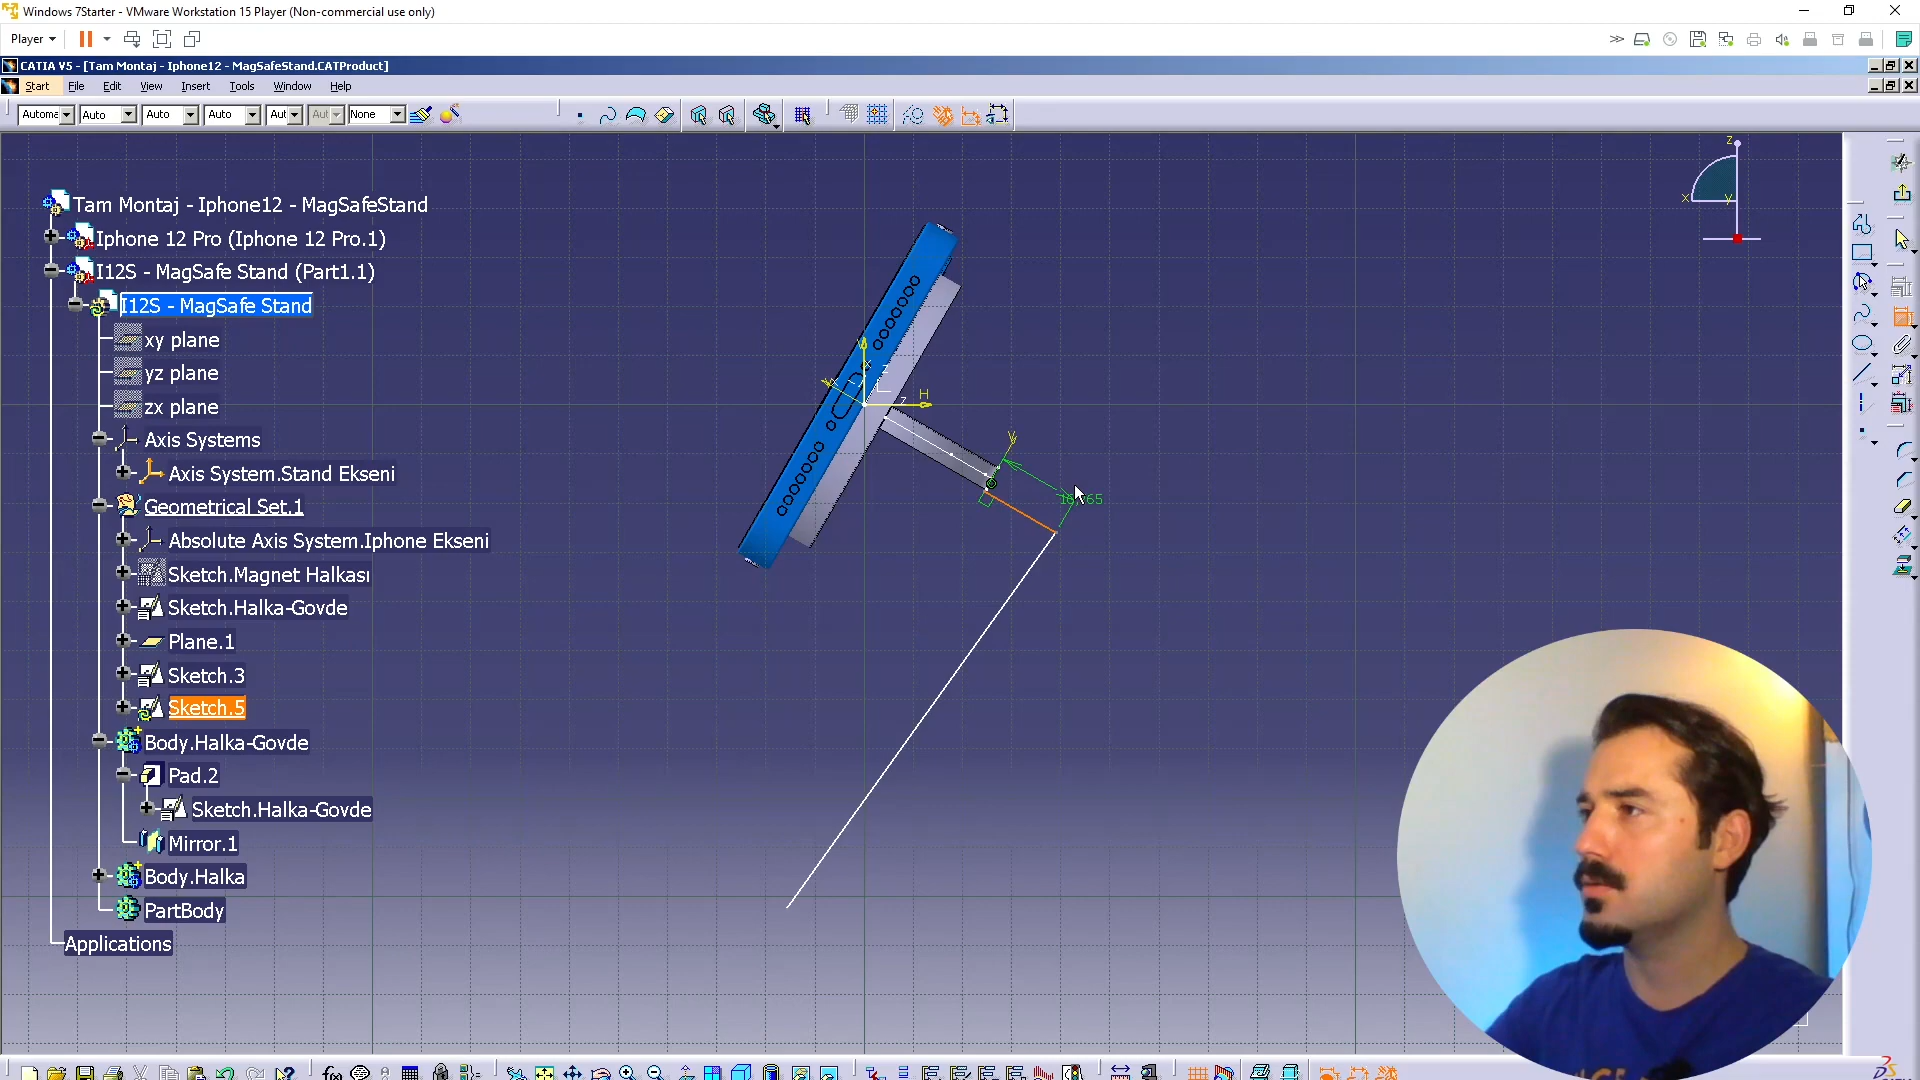 Windows 7Starter - VMware Workstation 15 Player (Non-commercial use only)
Player
CATIA V5 - [Tam Montaj - Iphone12 - MagSafeStand.CATProduct]
Start File Edit View Insert Tools Window Help
Automa Auto Auto Auto Aut Aut None
Tam Montaj - Iphone12 - MagSafeStand
Iphone 12 Pro (Iphone 12 Pro.1)
I12S - MagSafe Stand (Part1.1)
I12S - MagSafe Stand
xy plane
yz plane
zx plane
Axis Systems
Axis System.Stand Ekseni
Geometrical Set.1
Absolute Axis System.Iphone Ekseni
Sketch.Magnet Halkası
Sketch.Halka-Govde
Plane.1
Sketch.3
Sketch.5
Body.Halka-Govde
Pad.2
Sketch.Halka-Govde
Mirror.1
Body.Halka
PartBody
Applications
H
z
x
y